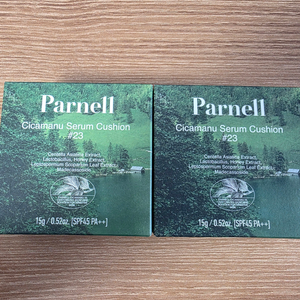 Parnell
Cicamanu Serum Cushion
#23
Centella Asiatica Extract,
Lactobacillus, Honey Extract,
Leptospermum Scoparium Leaf Extract,
Madecassoside
15g / 0.52oz. [SPF45 PA++]
Parnell
Cicamanu Serum Cushion
#23
Centella Asiatica Extract,
Lactobacillus, Honey Extract,
Leptospermum Scoparium Leaf Extract,
Madecassoside
15g / 0.52oz. [SPF45 PA++]